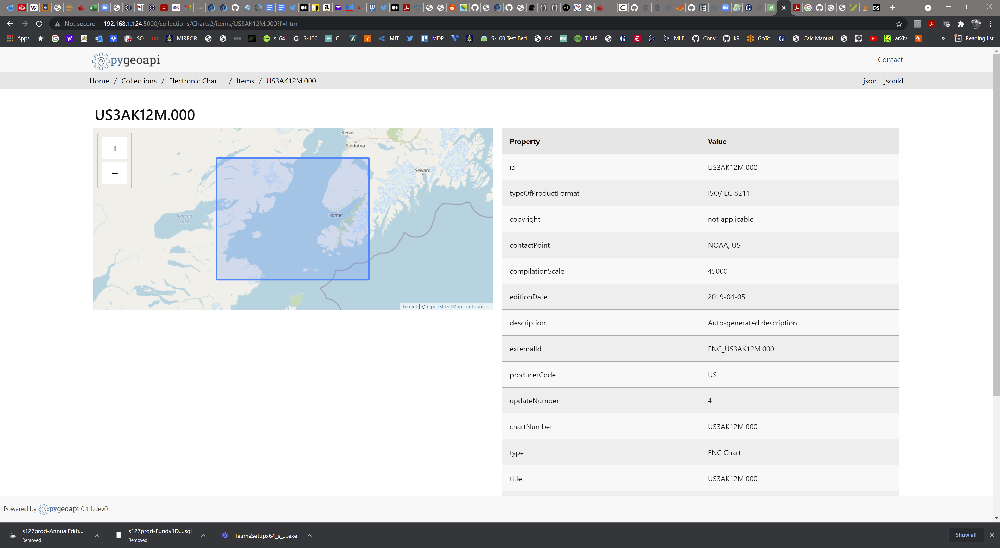 Not secure 192.168.1.124:5000/collections/Charts2/items/US3AK12M.000?f=html
Apps ISO MIRROR s164 S-100 CL MIT MDP S-100 Test Bed GC TIME MLB Conv k9 GoTo Calc Manual arXiv » Reading list
pygeoapi Contact
Home / Collections / Electronic Chart... / Items / US3AK12M.000 json jsonld
US3AK12M.000
+
−
Kenai
Soldotna
Seward
Iliamna
Lake
Homer
Leaflet | © OpenStreetMap contributors
Property Value
id US3AK12M.000
typeOfProductFormat ISO/IEC 8211
copyright not applicable
contactPoint NOAA, US
compilationScale 45000
editionDate 2019-04-05
description Auto-generated description
externalId ENC_US3AK12M.000
producerCode US
updateNumber 4
chartNumber US3AK12M.000
type ENC Chart
title US3AK12M.000
Powered by pygeoapi 0.11.dev0
s127prod-AnnualEditi...
Removed
s127prod-Fundy1D....sql
Removed
TeamsSetupx64_s_....exe
Show all